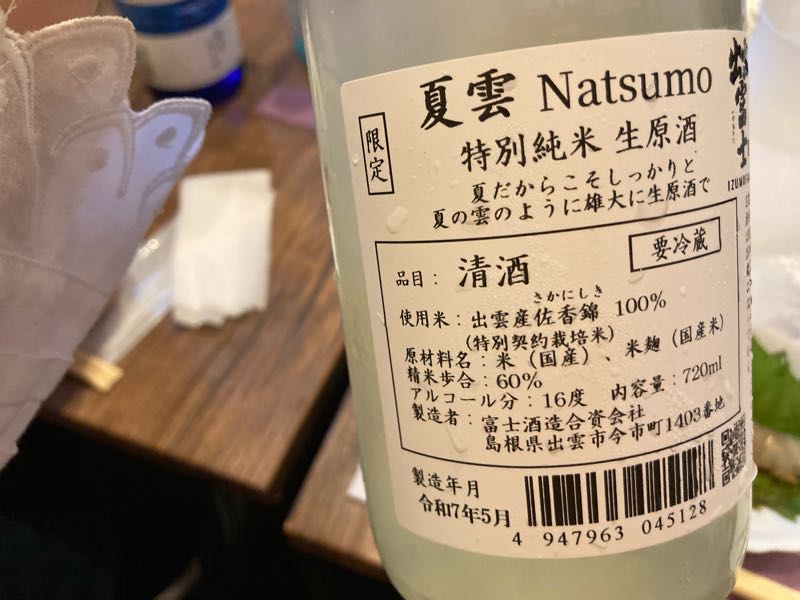 夏雲 Natsumo
限定
特別純米 生原酒
夏だからこそしっかりと
夏の雲のように雄大に生原酒で
要冷蔵
品目：清酒
さかにしき
使用米：出雲産佐香錦 100%
(特別契約栽培米)
原材料名：米（国産）、米麹（国産米）
精米歩合：60%
アルコール分：16度 内容量：720ml
製造者：富士酒造合資会社
島根県出雲市今市町1403番地
製造年月
令和7年5月
4 947963 045128
出雲富士